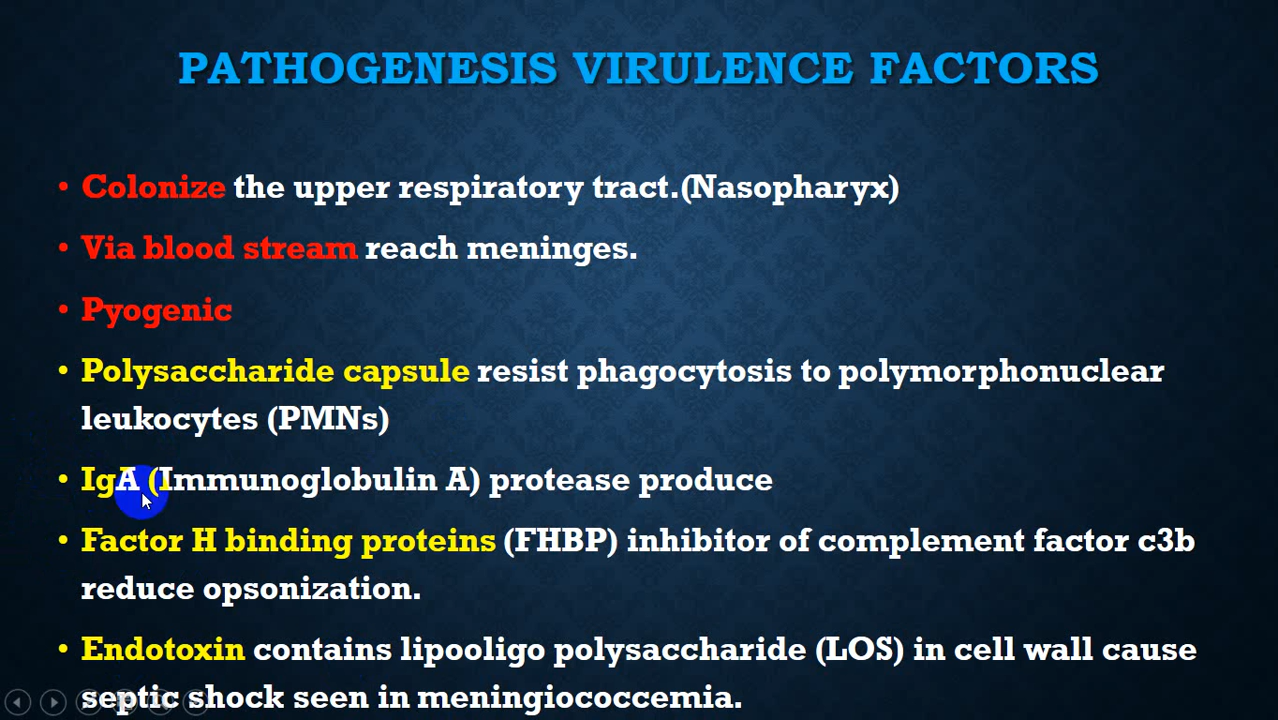 PATHOGENESIS VIRULENCE FACTORS
• Colonize the upper respiratory tract.(Nasopharyx)
• Via blood stream reach meninges.
• Pyogenic
• Polysaccharide capsule resist phagocytosis to polymorphonuclear
leukocytes (PMNs)
• IgA (Immunoglobulin A) protease produce
• Factor H binding proteins (FHBP) inhibitor of complement factor c3b
reduce opsonization.
• Endotoxin contains lipooligo polysaccharide (LOS) in cell wall cause
septic shock seen in meningiococcemia.